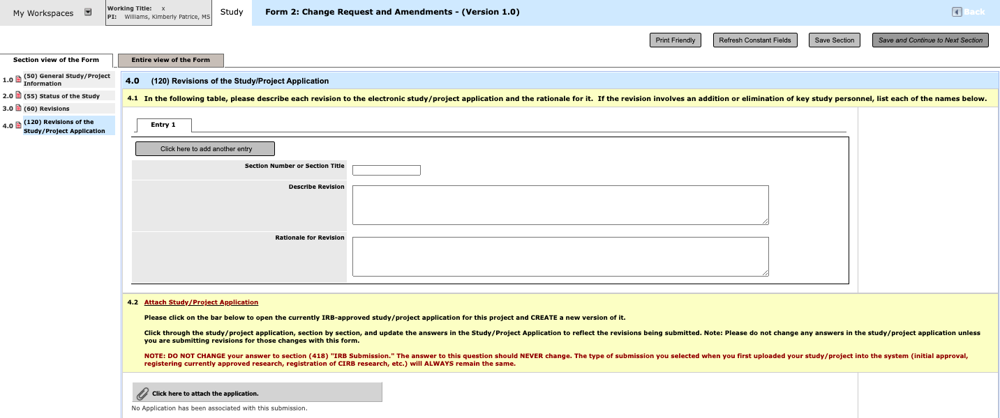 My Workspaces
Working Title: x
PI: Williams, Kimberly Patrice, MS
Study
Form 2: Change Request and Amendments - (Version 1.0)
Back
Print Friendly
Refresh Constant Fields
Save Section
Save and Continue to Next Section
Section view of the Form
Entire view of the Form
1.0 (50) General Study/Project
Information
2.0 (55) Status of the Study
3.0 (60) Revisions
4.0 (120) Revisions of the
Study/Project Application
4.0 (120) Revisions of the Study/Project Application
4.1 In the following table, please describe each revision to the electronic study/project application and the rationale for it. If the revision involves an addition or elimination of key study personnel, list each of the names below.
Entry 1
Click here to add another entry
Section Number or Section Title
Describe Revision
Rationale for Revision
4.2 Attach Study/Project Application
Please click on the bar below to open the currently IRB-approved study/project application for this project and CREATE a new version of it.
Click through the study/project application, section by section, and update the answers in the Study/Project Application to reflect the revisions being submitted. Note: Please do not change any answers in the study/project application unless
you are submitting revisions for those changes with this form.
NOTE: DO NOT CHANGE your answer to section (418) "IRB Submission." The answer to this question should NEVER change. The type of submission you selected when you first uploaded your study/project into the system (initial approval,
registering currently approved research, registration of CIRB research, etc.) will ALWAYS remain the same.
Click here to attach the application.
No Application has been associated with this submission.